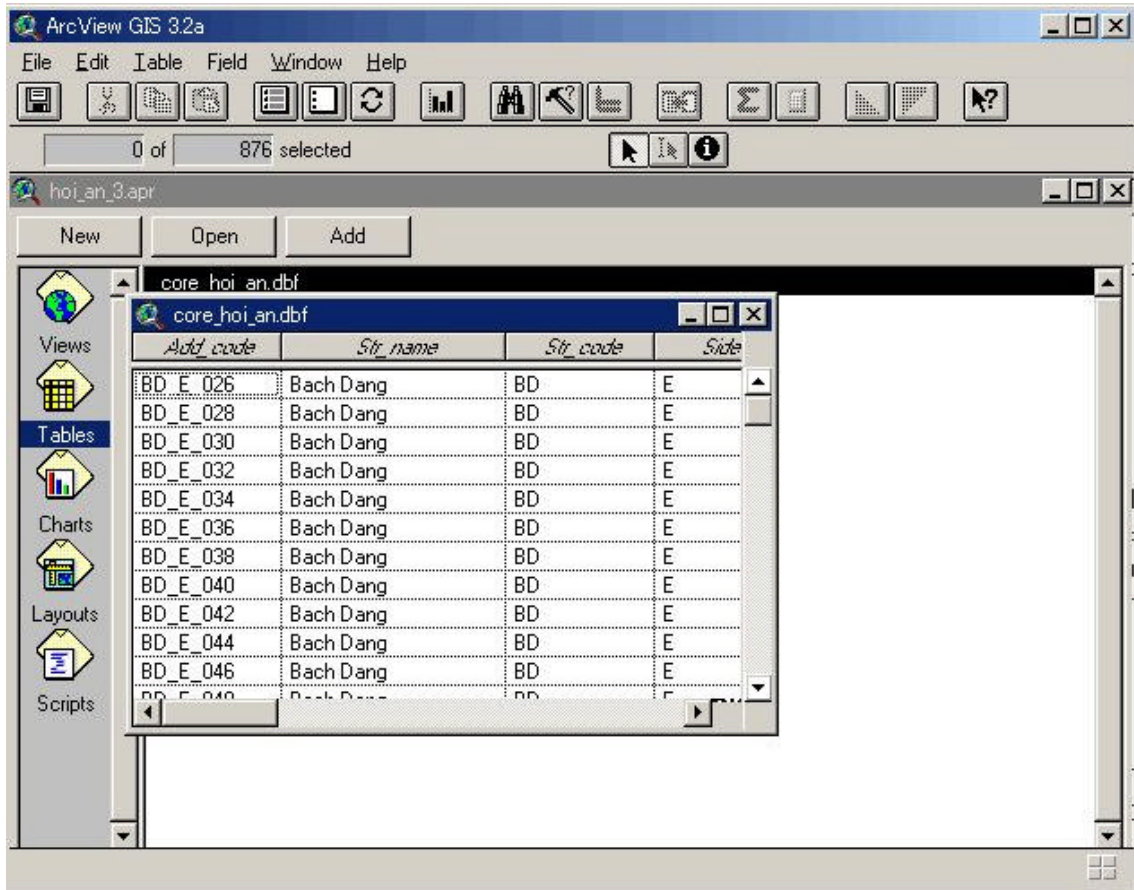 ArcView GIS 3.2a
File Edit Table Field Window Help
0 of 876 selected
hoi_an_3.apr
New Open Add
core_hoi_an.dbf
Views
Tables
Charts
Layouts
Scripts
core_hoi_an.dbf
Add_code Str_name Str_code Side
BD_E_026 Bach Dang BD E
BD_E_028 Bach Dang BD E
BD_E_030 Bach Dang BD E
BD_E_032 Bach Dang BD E
BD_E_034 Bach Dang BD E
BD_E_036 Bach Dang BD E
BD_E_038 Bach Dang BD E
BD_E_040 Bach Dang BD E
BD_E_042 Bach Dang BD E
BD_E_044 Bach Dang BD E
BD_E_046 Bach Dang BD E